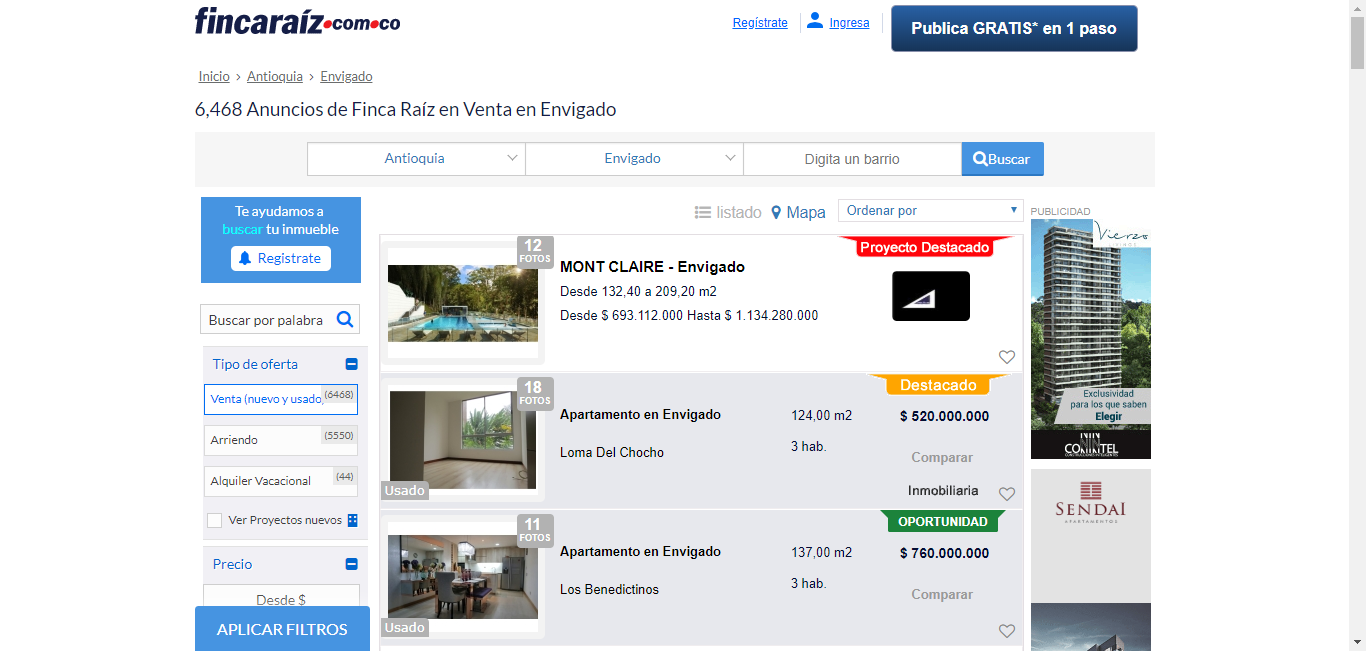 fincaraíz.com.co
Regístrate
Ingresa
Publica GRATIS* en 1 paso
Inicio › Antioquia › Envigado
6,468 Anuncios de Finca Raíz en Venta en Envigado
Antioquia
Envigado
Digita un barrio
Buscar
Te ayudamos a
buscar tu inmueble
Registrate
Buscar por palabra
Tipo de oferta
Venta (nuevo y usado)
(6468)
Arriendo
(5550)
Alquiler Vacacional
(44)
Ver Proyectos nuevos
Precio
Desde $
APLICAR FILTROS
listado
Mapa
Ordenar por
12
FOTOS
MONT CLAIRE - Envigado
Desde 132,40 a 209,20 m2
Desde $ 693.112.000 Hasta $ 1.134.280.000
Proyecto Destacado
18
FOTOS
Usado
Apartamento en Envigado
Loma Del Chocho
124,00 m2
3 hab.
Destacado
$ 520.000.000
Comparar
Inmobiliaria
11
FOTOS
Usado
Apartamento en Envigado
Los Benedictinos
137,00 m2
3 hab.
OPORTUNIDAD
$ 760.000.000
Comparar
PUBLICIDAD
Vierzo
Exclusividad
para los que saben
Elegir
CONINTEL
CONSTRUCCIONES INTELIGENTES
SENDAI
APARTAMENTOS